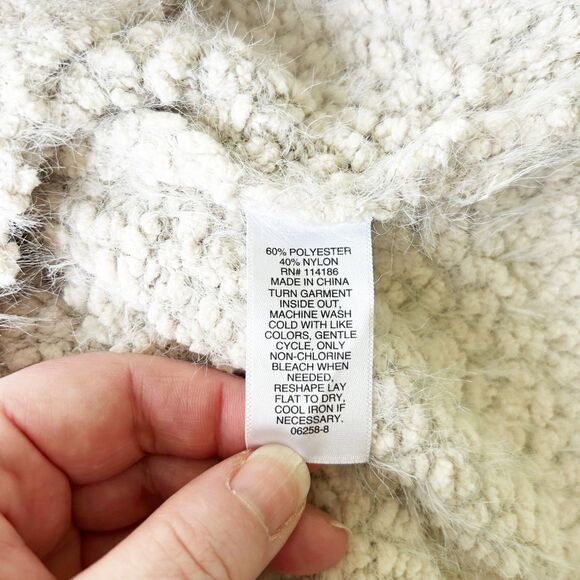 60% POLYESTER
40% NYLON
RN# 114186
MADE IN CHINA
TURN GARMENT
INSIDE OUT,
MACHINE WASH
COLD WITH LIKE
COLORS, GENTLE
CYCLE, ONLY
NON-CHLORINE
BLEACH WHEN
NEEDED,
RESHAPE LAY
FLAT TO DRY,
COOL IRON IF
NECESSARY.
06258-8